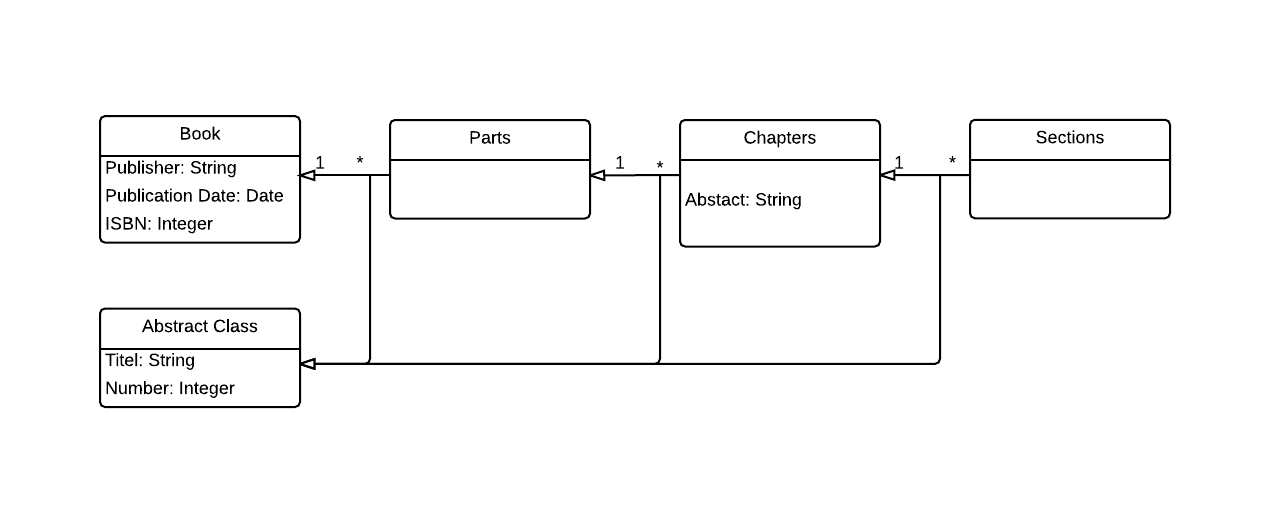 Book
Publisher: String
Publication Date: Date
ISBN: Integer
1 *
Parts
1 *
Chapters
Abstact: String
1 *
Sections
Abstract Class
Titel: String
Number: Integer